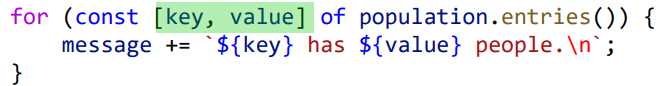 for (const [key, value] of population.entries()) {
    message += `${key} has ${value} people.\n`;
}